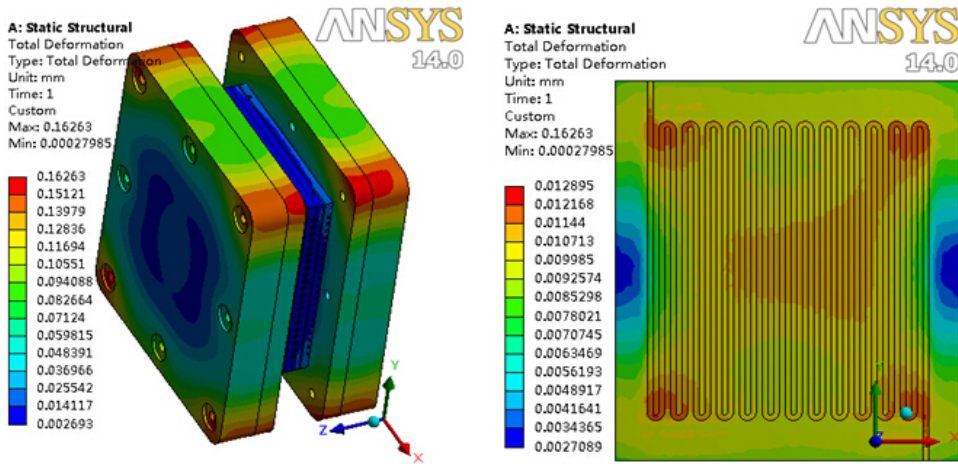 A: Static Structural
Total Deformation
Type: Total Deformation
Unit: mm
Time: 1
Custom
Max: 0.16263
Min: 0.00027985
0.16263
0.15121
0.13979
0.12836
0.11694
0.10551
0.094088
0.082664
0.07124
0.059815
0.048391
0.036966
0.025542
0.014117
0.002693
ANSYS
14.0
Y
Z
X
A: Static Structural
Total Deformation
Type: Total Deformation
Unit: mm
Time: 1
Custom
Max: 0.16263
Min: 0.00027985
0.012895
0.012168
0.01144
0.010713
0.009985
0.0092574
0.0085298
0.0078021
0.0070745
0.0063469
0.0056193
0.0048917
0.0041641
0.0034365
0.0027089
ANSYS
14.0
X